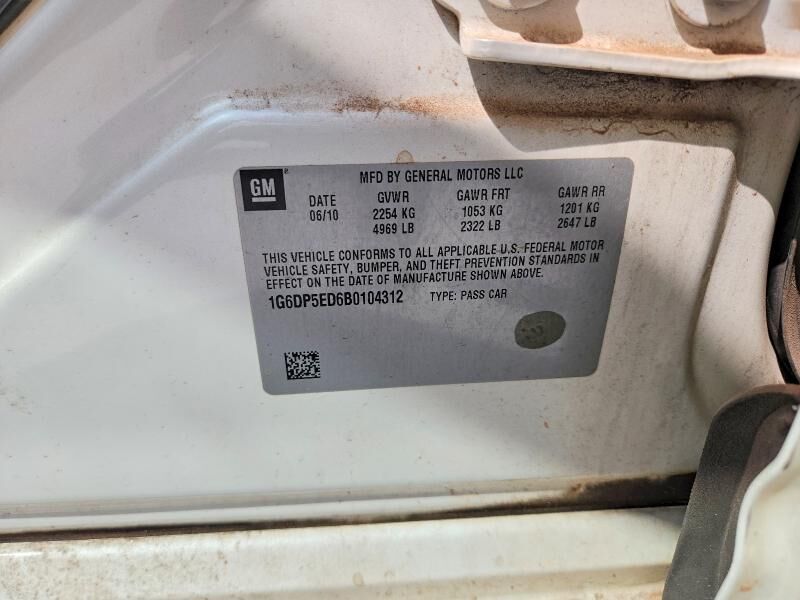 GM
MFD BY GENERAL MOTORS LLC
DATE GVWR GAWR FRT GAWR RR
06/10 2254 KG 1053 KG 1201 KG
4969 LB 2322 LB 2647 LB
THIS VEHICLE CONFORMS TO ALL APPLICABLE U.S. FEDERAL MOTOR
VEHICLE SAFETY, BUMPER, AND THEFT PREVENTION STANDARDS IN
EFFECT ON THE DATE OF MANUFACTURE SHOWN ABOVE.
1G6DP5ED6B0104312 TYPE: PASS CAR